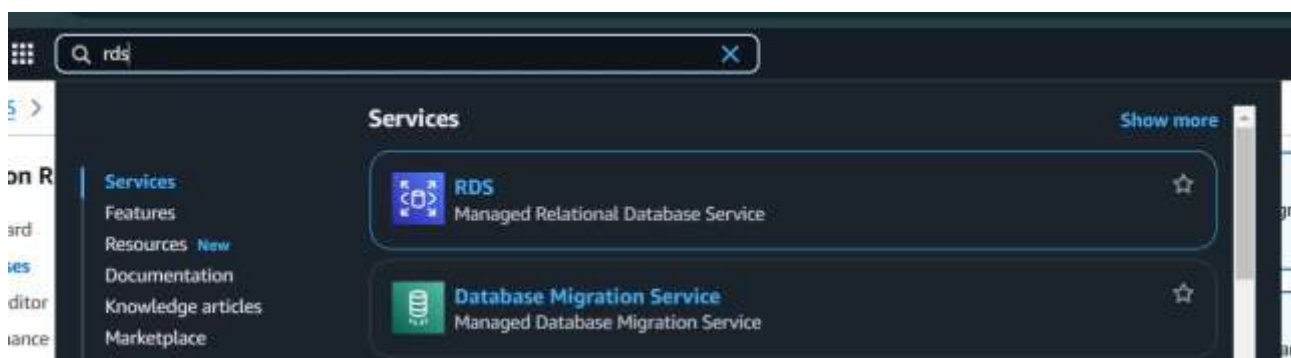 rds
Services
Show more
Services
Features
Resources New
Documentation
Knowledge articles
Marketplace
RDS
Managed Relational Database Service
Database Migration Service
Managed Database Migration Service